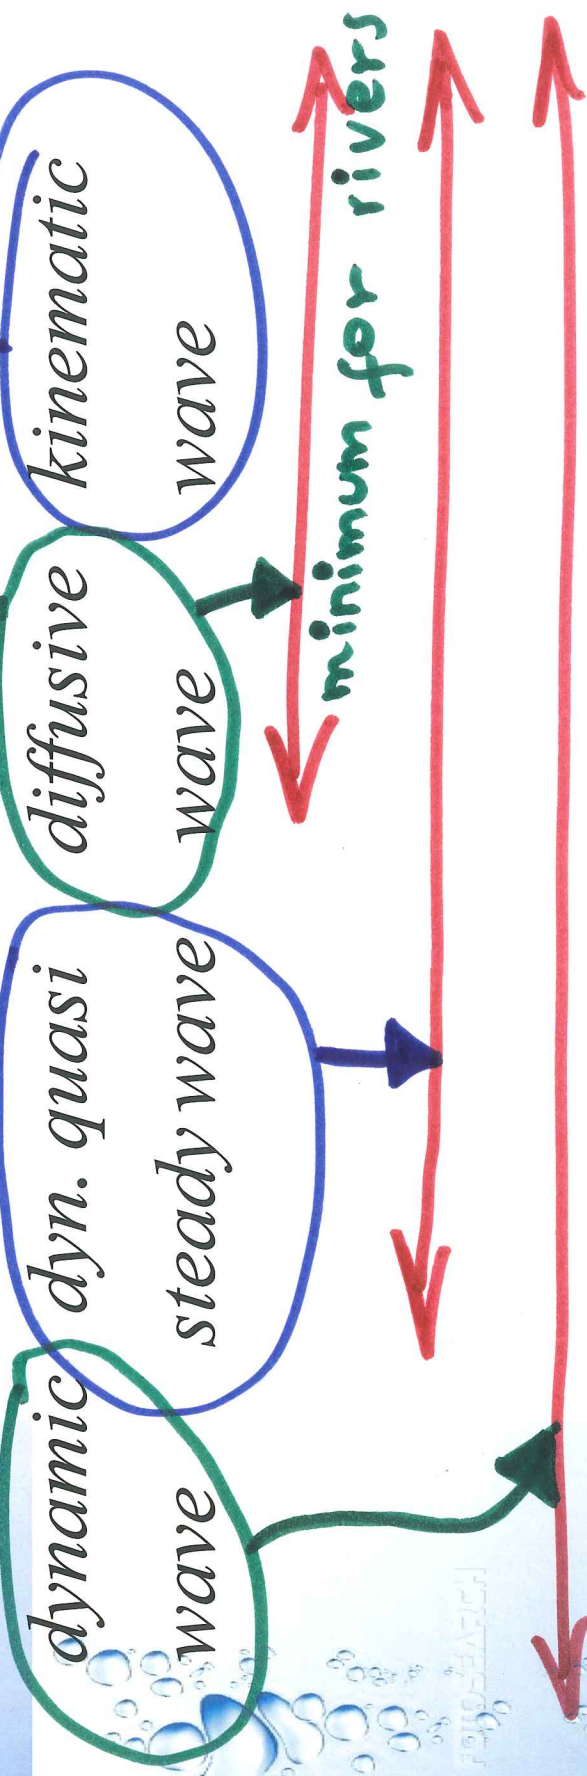 dynamic
wave
dyn. quasi
steady wave
diffusive
wave
kinematic
wave
minimum for rivers